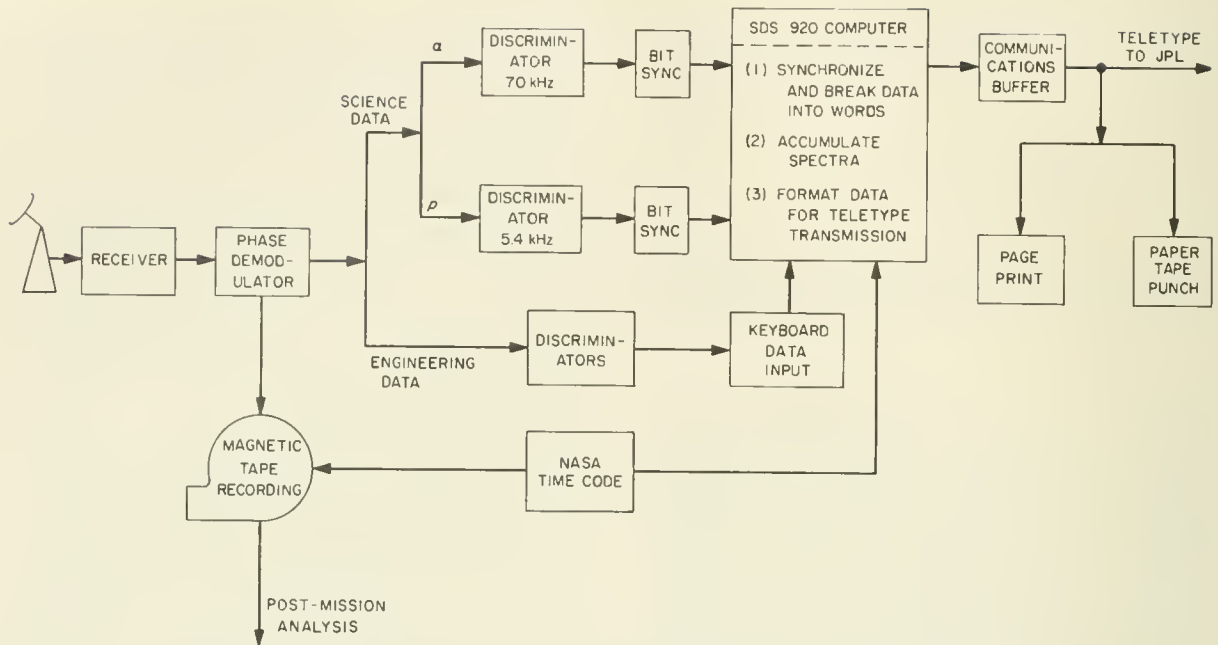 α
DISCRIMIN-
ATOR
70 kHz
BIT
SYNC
SDS 920 COMPUTER
(1) SYNCHRONIZE
AND BREAK DATA
INTO WORDS
(2) ACCUMULATE
SPECTRA
(3) FORMAT DATA
FOR TELETYPE
TRANSMISSION
COMMUNI-
CATIONS
BUFFER
TELETYPE
TO JPL
SCIENCE
DATA
p
DISCRIMIN-
ATOR
5.4 kHz
BIT
SYNC
RECEIVER
PHASE
DEMOD-
ULATOR
PAGE
PRINT
PAPER
TAPE
PUNCH
ENGINEERING
DATA
DISCRIMIN-
ATORS
KEYBOARD
DATA
INPUT
MAGNETIC
TAPE
RECORDING
NASA
TIME CODE
POST-MISSION
ANALYSIS